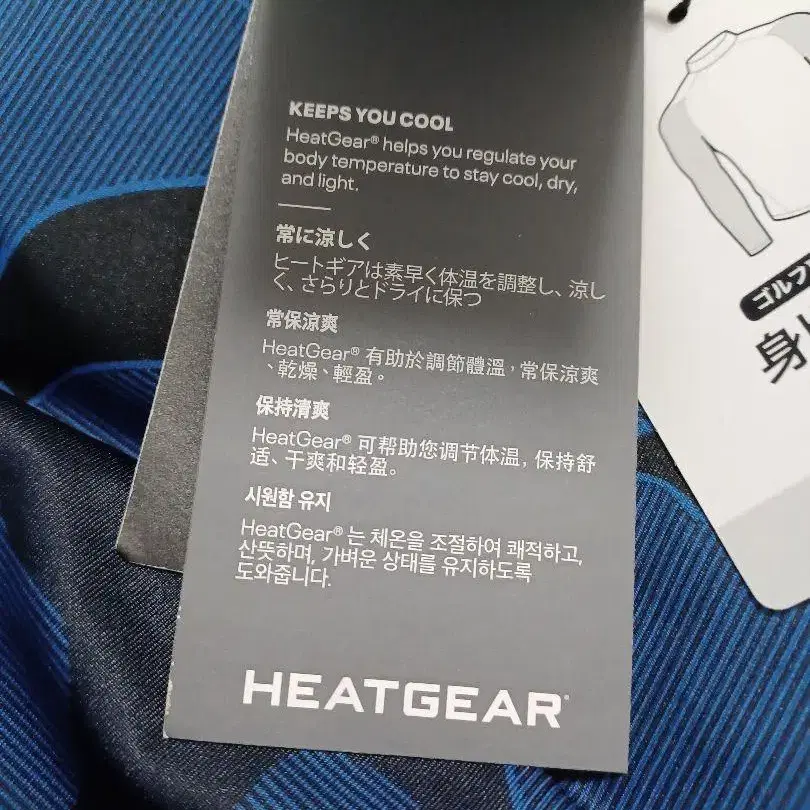 KEEPS YOU COOL
HeatGear® helps you regulate your
body temperature to stay cool, dry,
and light.
常に涼しく
ヒートギアは素早く体温を調整し、涼し
く、さらりとドライに保つ
常保涼爽
HeatGear® 有助於調節體溫，常保涼爽
、乾燥、輕盈。
保持清爽
HeatGear® 可帮助您调节体温，保持舒
适、干爽和轻盈。
시원함 유지
HeatGear® 는 체온을 조절하여 쾌적하고,
산뜻하며, 가벼운 상태를 유지하도록
도와줍니다.
HEATGEAR®
ゴルフ
身